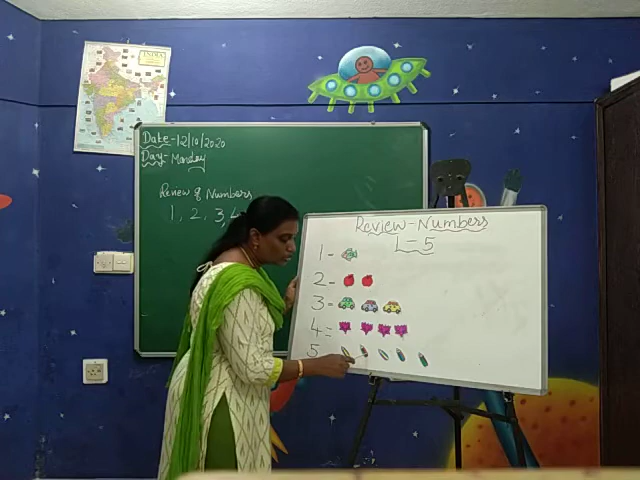 INDIA
Date-12/10/2020
Day-Monday
Review of Numbers
1, 2, 3, 4
Review-Numbers
1-5
1-
2-
3-
4-
5